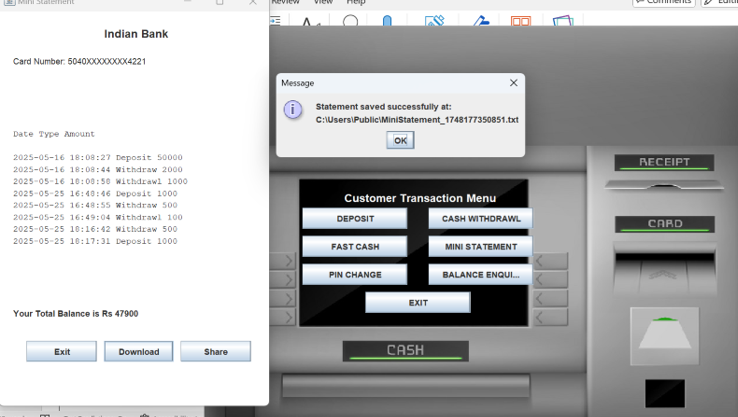 Mini Statement
Review View Help
Comments
Indian Bank
Card Number: 5040XXXXXXXX4221
Date Type Amount
2025-05-16 18:08:27 Deposit 50000
2025-05-16 18:08:44 Withdraw 2000
2025-05-16 18:08:58 Withdrawl 1000
2025-05-25 16:48:46 Deposit 1000
2025-05-25 16:48:55 Withdraw 500
2025-05-25 16:49:04 Withdrawl 100
2025-05-25 18:16:42 Withdraw 500
2025-05-25 18:17:31 Deposit 1000
Your Total Balance is Rs 47900
Exit Download Share
Message
Statement saved successfully at:
C:\Users\Public\MiniStatement_1748177350851.txt
OK
Customer Transaction Menu
DEPOSIT CASH WITHDRAWL
FAST CASH MINI STATEMENT
PIN CHANGE BALANCE ENQUI...
EXIT
CASH
RECEIPT
CARD